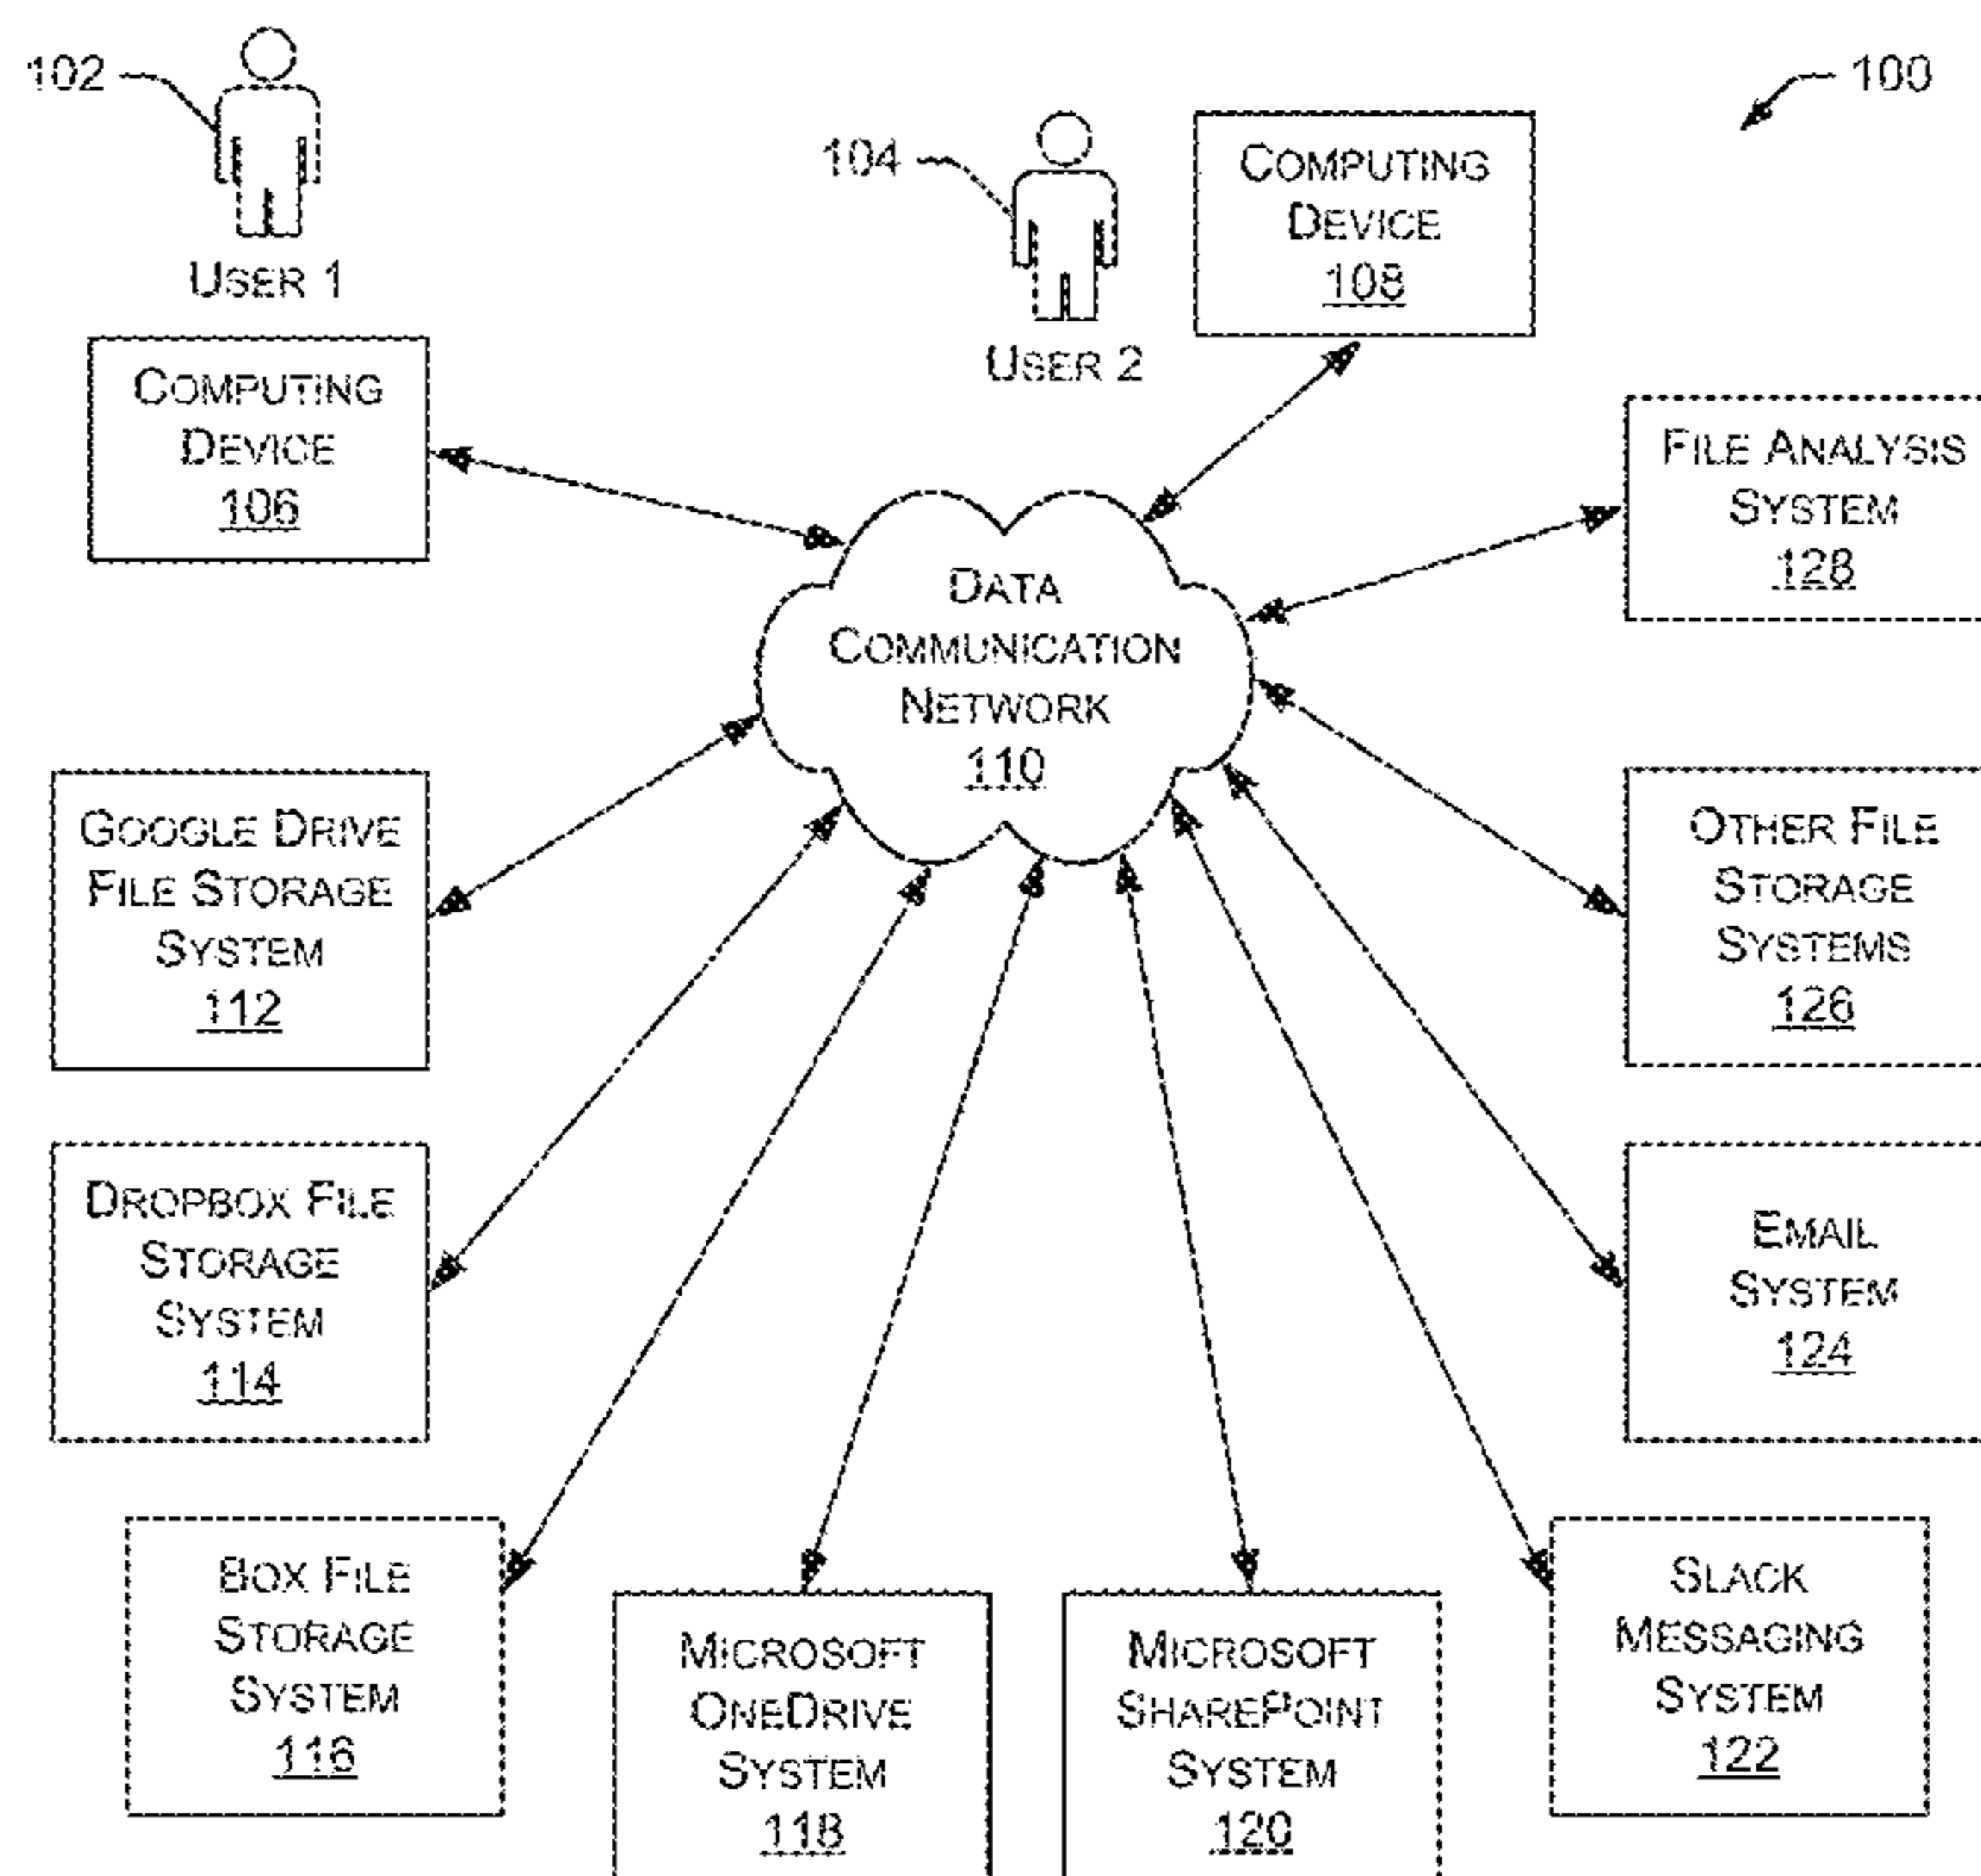 102
User 1
104
User 2
100
Computing
Device
106
Computing
Device
108
File Analysis
System
128
Data
Communication
Network
110
Google Drive
File Storage
System
112
Other File
Storage
Systems
126
Dropbox File
Storage
System
114
Email
System
124
Box File
Storage
System
116
Microsoft
OneDrive
System
118
Microsoft
SharePoint
System
120
Slack
Messaging
System
122